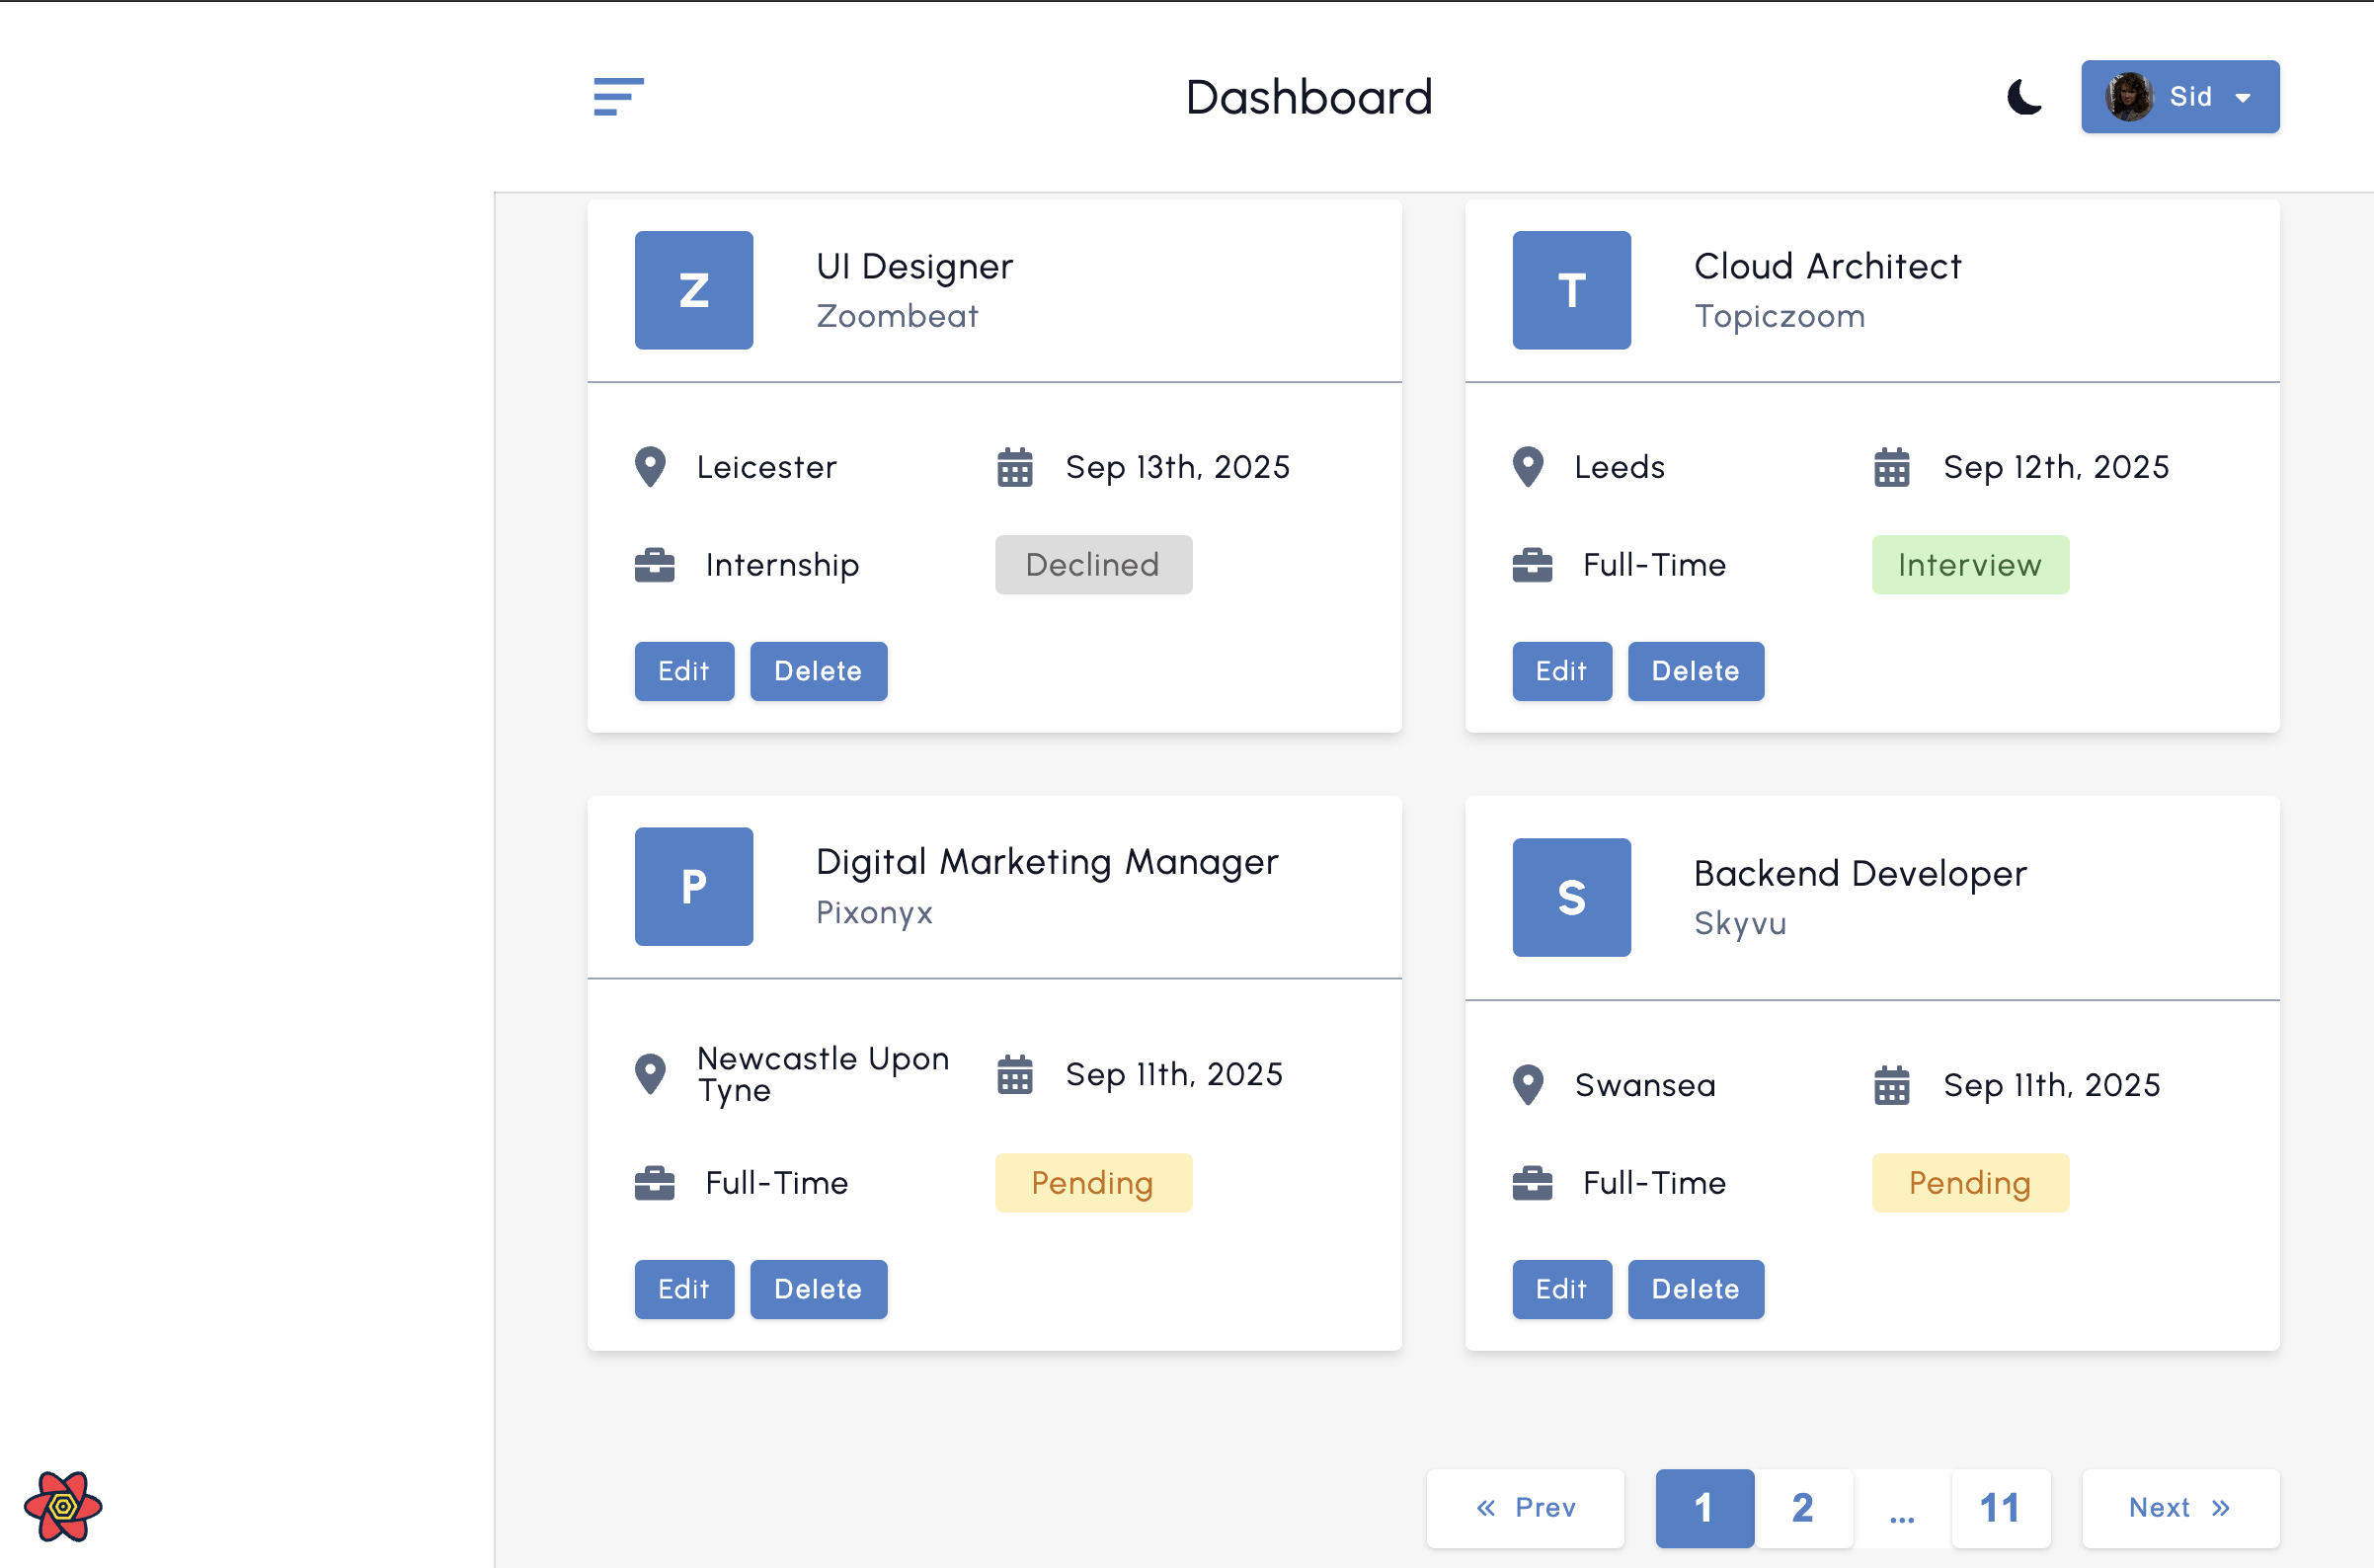 Dashboard
Sid
Z
UI Designer
Zoombeat
Leicester
Sep 13th, 2025
Internship
Declined
Edit
Delete
T
Cloud Architect
Topiczoom
Leeds
Sep 12th, 2025
Full-Time
Interview
Edit
Delete
P
Digital Marketing Manager
Pixonyx
Newcastle Upon
Tyne
Sep 11th, 2025
Full-Time
Pending
Edit
Delete
S
Backend Developer
Skyvu
Swansea
Sep 11th, 2025
Full-Time
Pending
Edit
Delete
« Prev
1
2
...
11
Next »